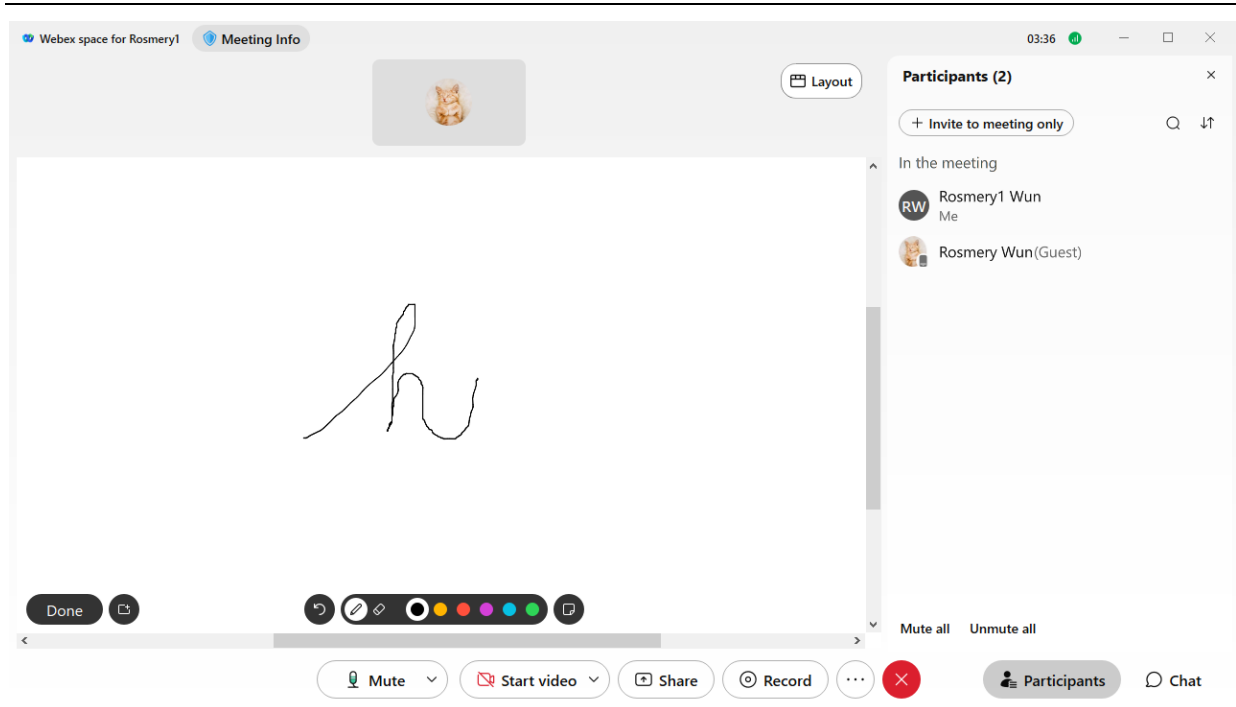 Webex space for Rosmery1 Meeting Info 03:36
Layout
Participants (2)
Invite to meeting only
In the meeting
RW Rosmery1 Wun
Me
Rosmery Wun(Guest)
h
Done
Mute all Unmute all
Mute Start video Share Record ... Participants Chat